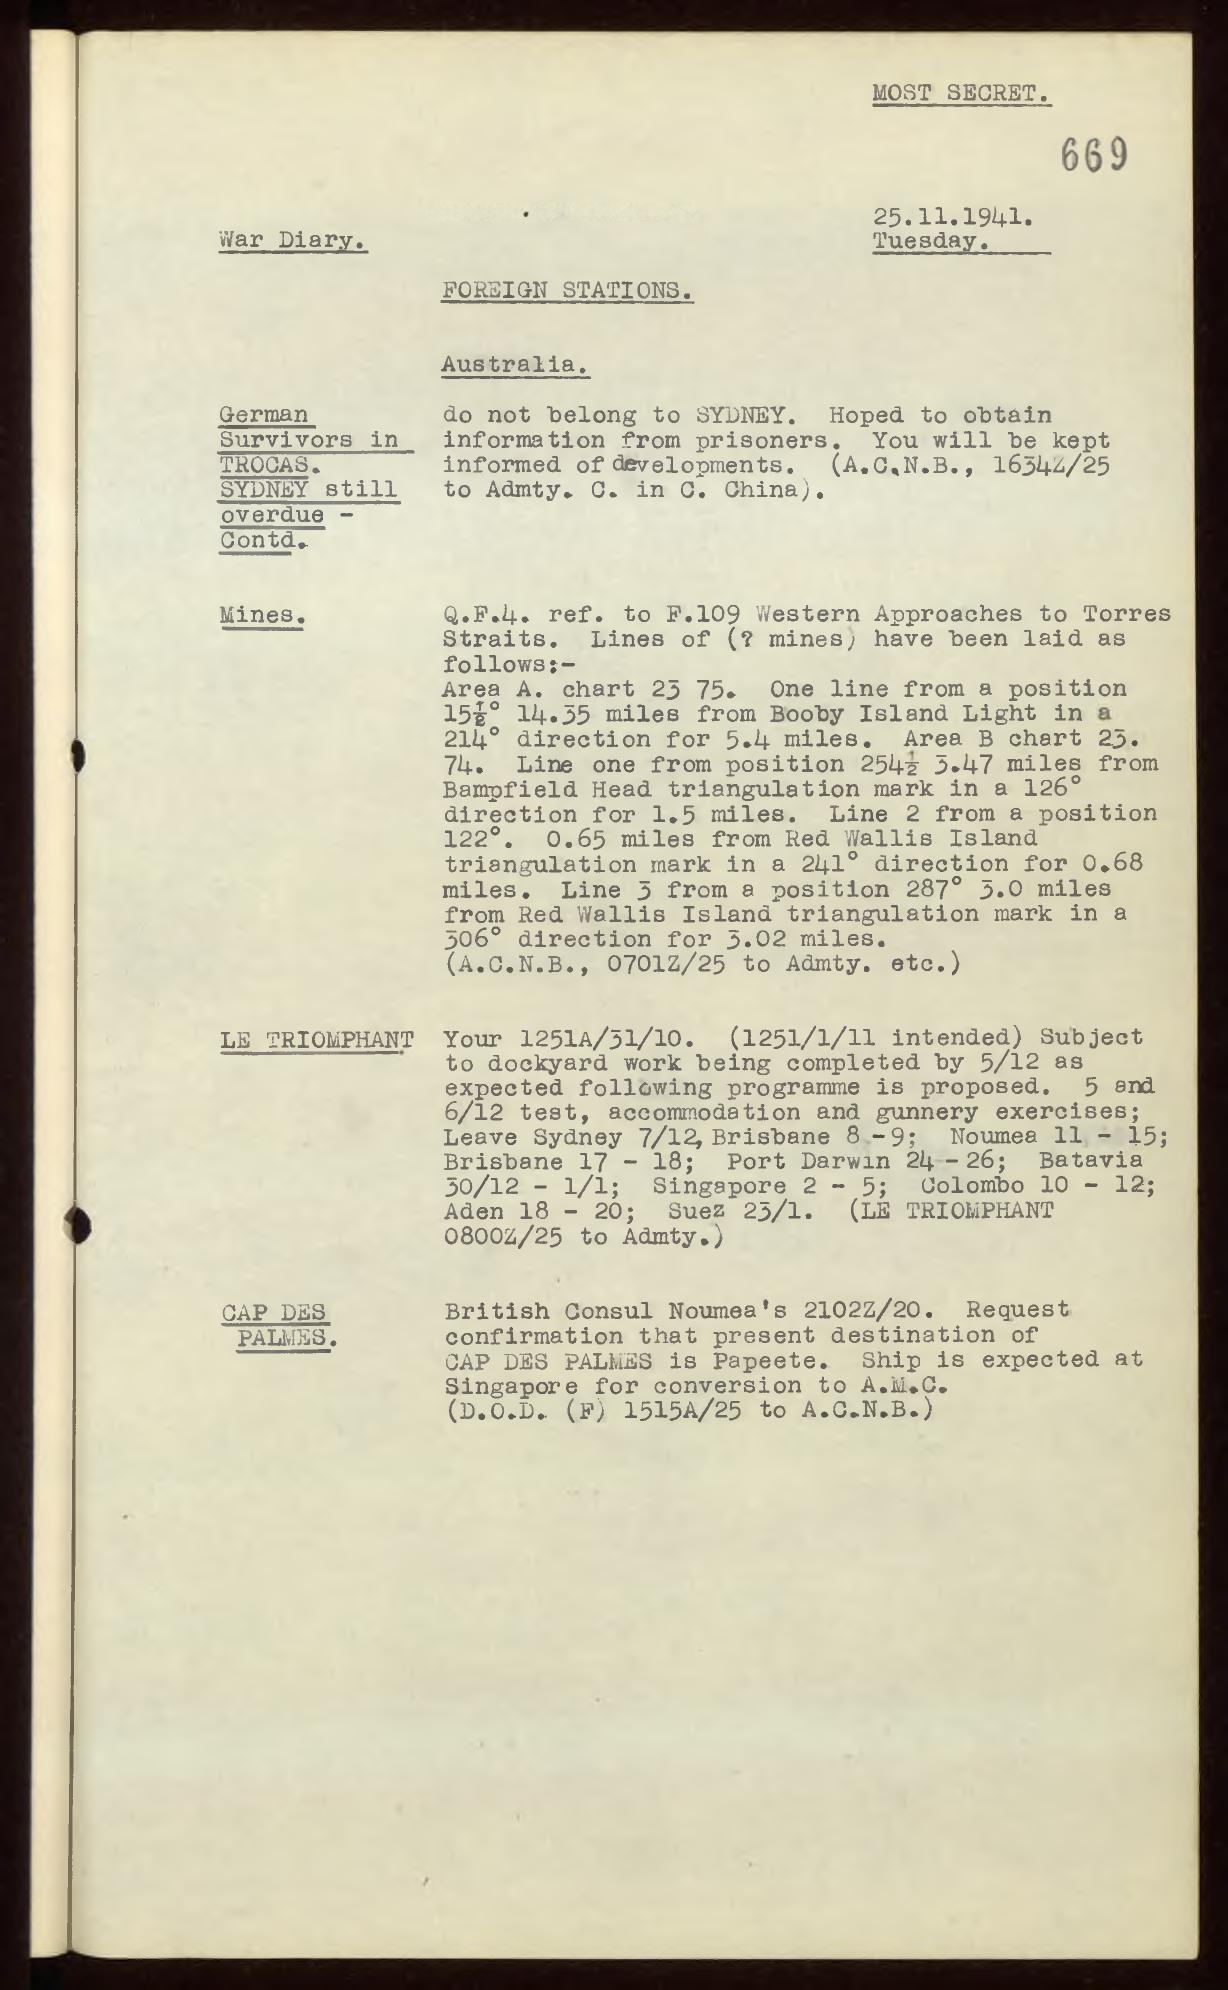 MOST SECRET.
669
25.11.1941.
War Diary.
Tuesday.
FOREIGN STATIONS.
Australia.
German
Survivors in
TROCAS.
SYDNEY still
overdue -
Contd.
do not belong to SYDNEY. Hoped to obtain
information from prisoners. You will be kept
informed of developments. (A.C.N.B., 1634Z/25
to Admty. C. in C. China).
Mines.
Q.F.4. ref. to F.109 Western Approaches to Torres
Straits. Lines of (? mines) have been laid as
follows:-
Area A. chart 23 75. One line from a position
15½° 14.35 miles from Booby Island Light in a
214° direction for 5.4 miles. Area B chart 23.
74. Line one from position 254½ 3.47 miles from
Bampfield Head triangulation mark in a 126°
direction for 1.5 miles. Line 2 from a position
122°. 0.65 miles from Red Wallis Island
triangulation mark in a 241° direction for 0.68
miles. Line 3 from a position 287° 3.0 miles
from Red Wallis Island triangulation mark in a
306° direction for 3.02 miles.
(A.C.N.B., 0701Z/25 to Admty. etc.)
LE TRIOMPHANT
Your 1251A/31/10. (1251/1/11 intended) Subject
to dockyard work being completed by 5/12 as
expected following programme is proposed. 5 and
6/12 test, accommodation and gunnery exercises;
Leave Sydney 7/12, Brisbane 8 - 9; Noumea 11 - 15;
Brisbane 17 - 18; Port Darwin 24 - 26; Batavia
30/12 - 1/1; Singapore 2 - 5; Colombo 10 - 12;
Aden 18 - 20; Suez 23/1. (LE TRIOMPHANT
0800Z/25 to Admty.)
CAP DES
PALMES.
British Consul Noumea's 2102Z/20. Request
confirmation that present destination of
CAP DES PALMES is Papeete. Ship is expected at
Singapore for conversion to A.M.C.
(D.O.D. (F) 1515A/25 to A.C.N.B.)